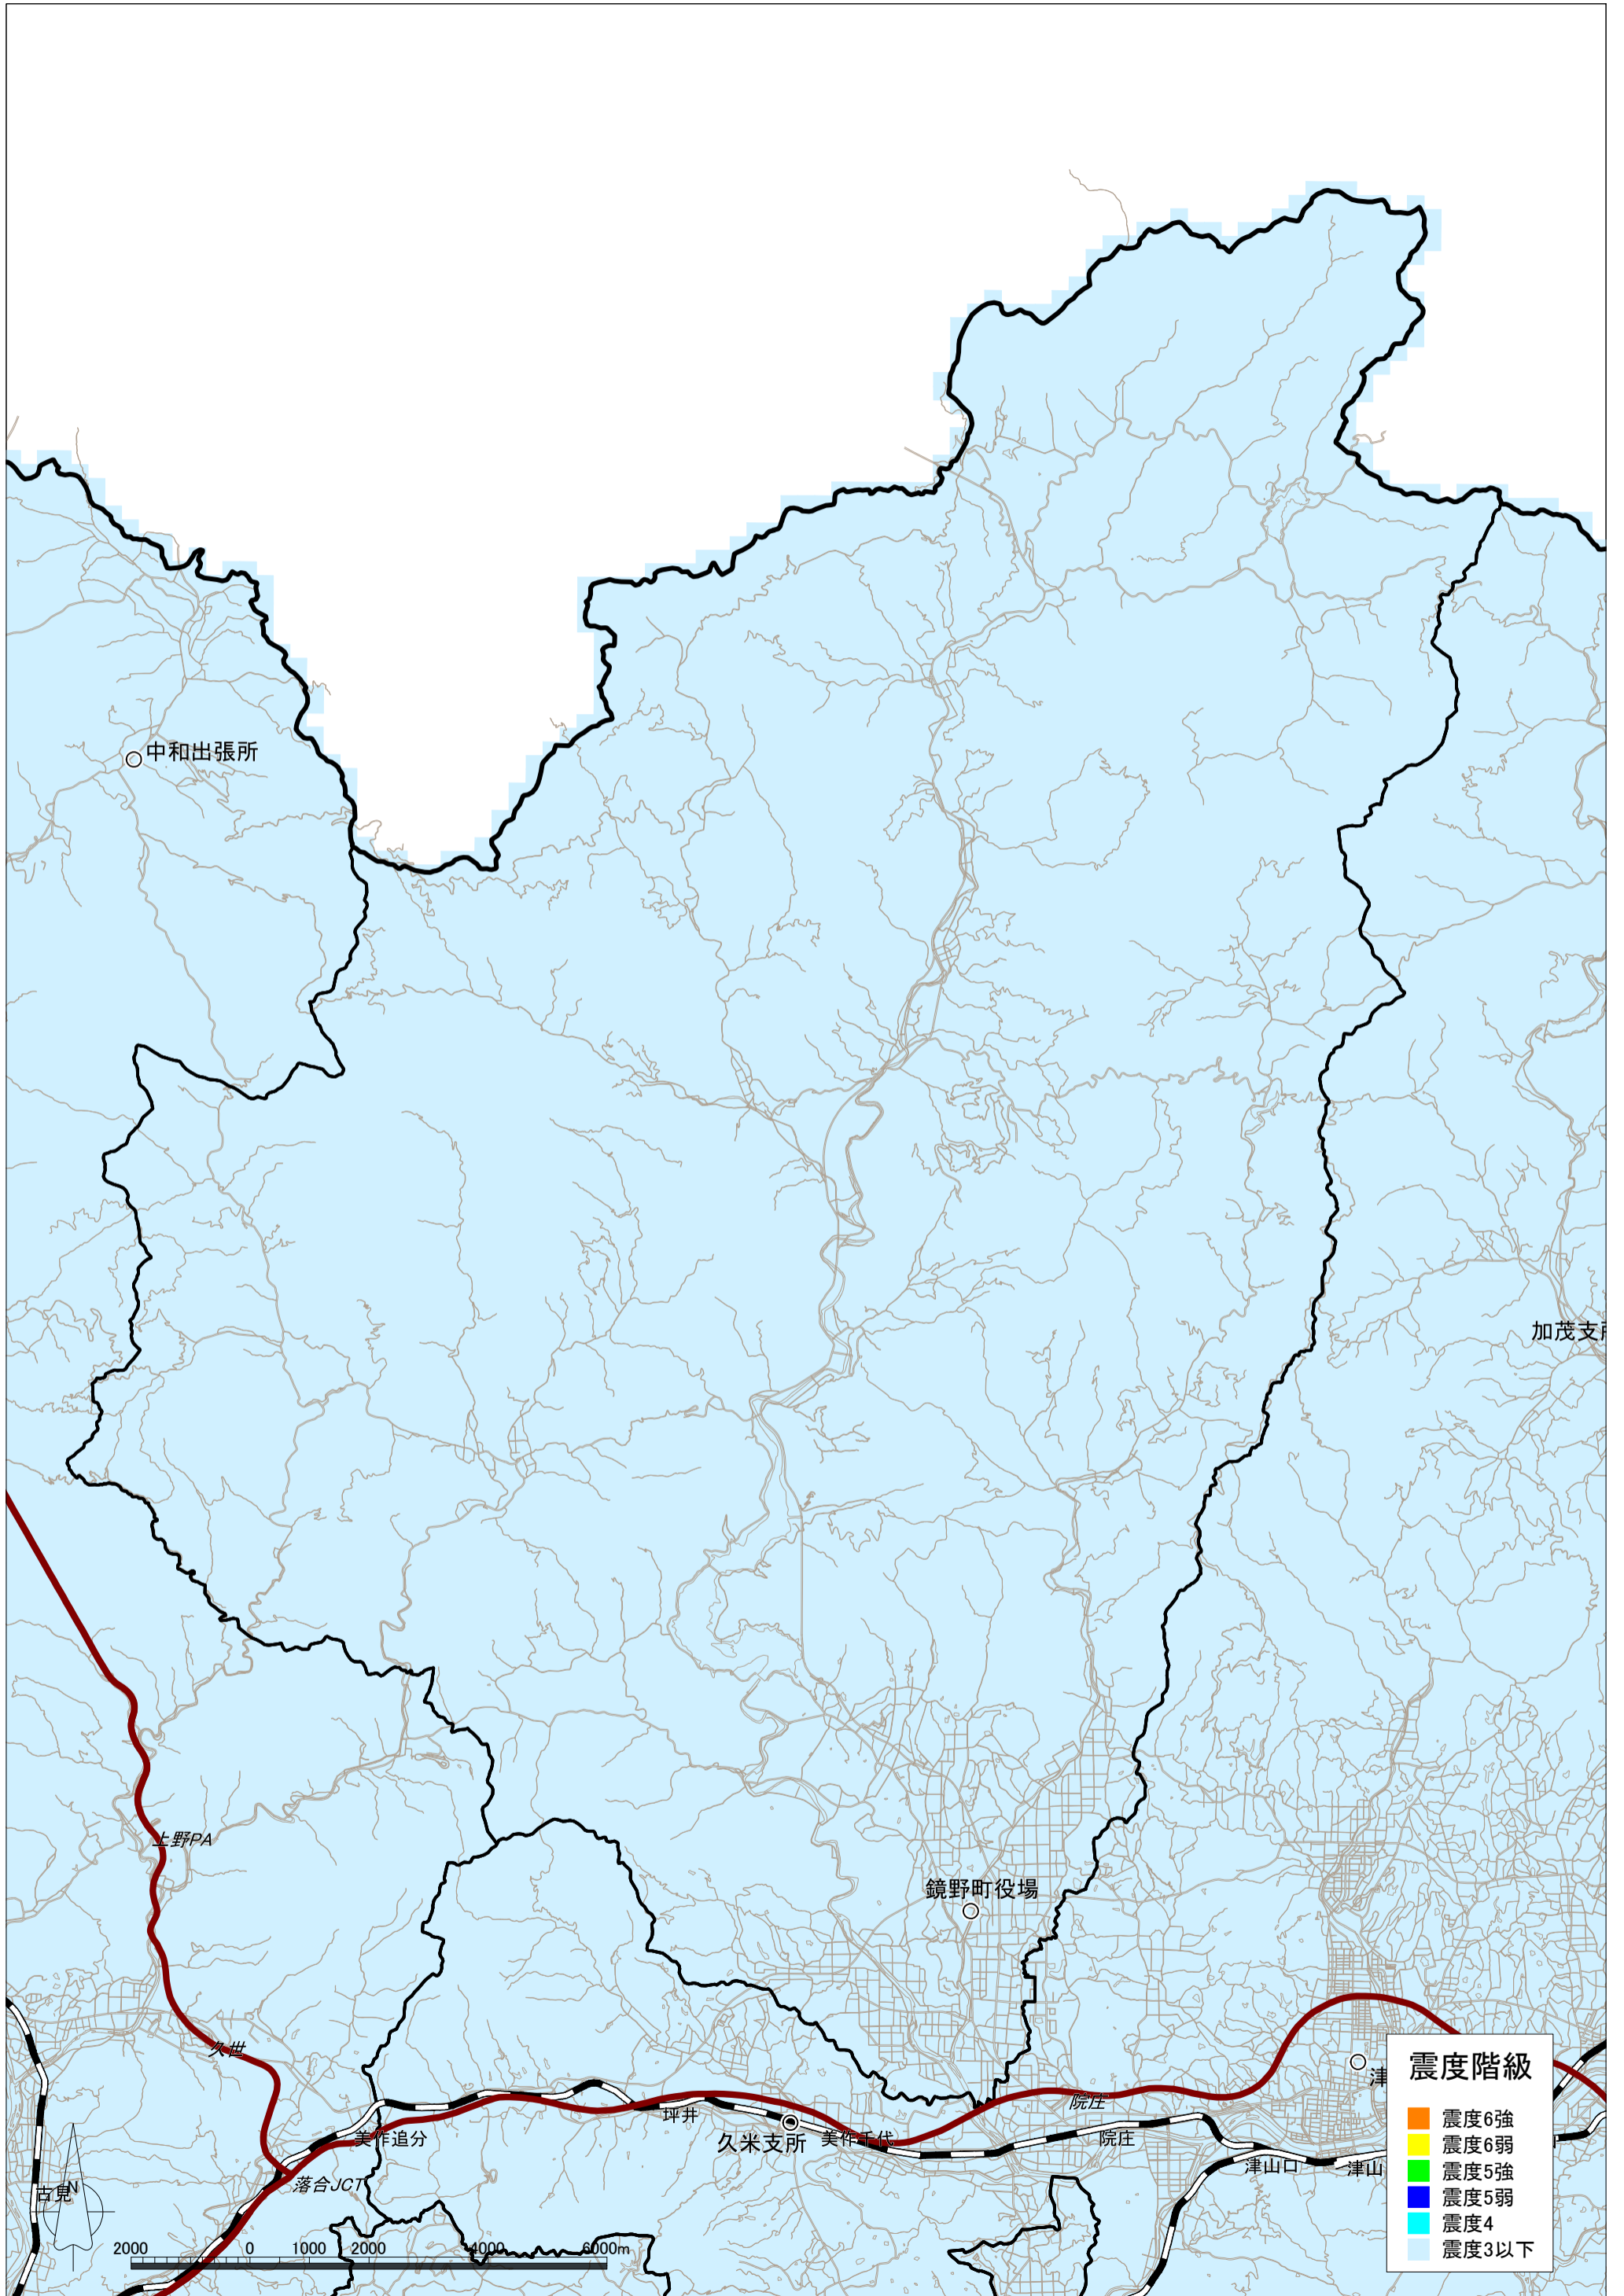 中和出張所
加茂支所
上野PA
鏡野町役場
久世
津
震度階級
震度6強
震度6弱
震度5強
震度5弱
震度4
震度3以下
院庄
坪井
久米支所
美作千代
院庄
美作追分
津山口
津山
落合JCT
古見
N
2000 0 1000 2000 4000 6000m